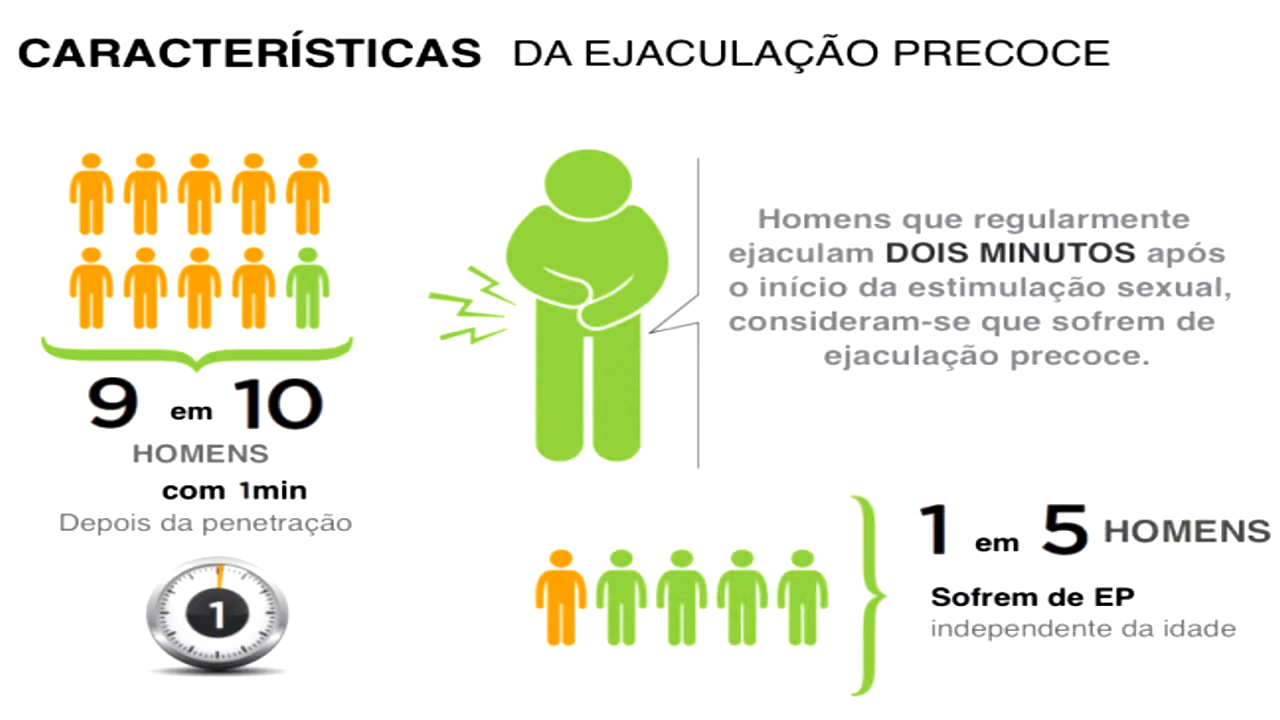 CARACTERÍSTICAS DA EJACULAÇÃO PRECOCE
9 em 10
HOMENS
com 1min
Depois da penetração
1
Homens que regularmente
ejaculam DOIS MINUTOS após
o início da estimulação sexual,
consideram-se que sofrem de
ejaculação precoce.
1 em 5 HOMENS
Sofrem de EP
independente da idade